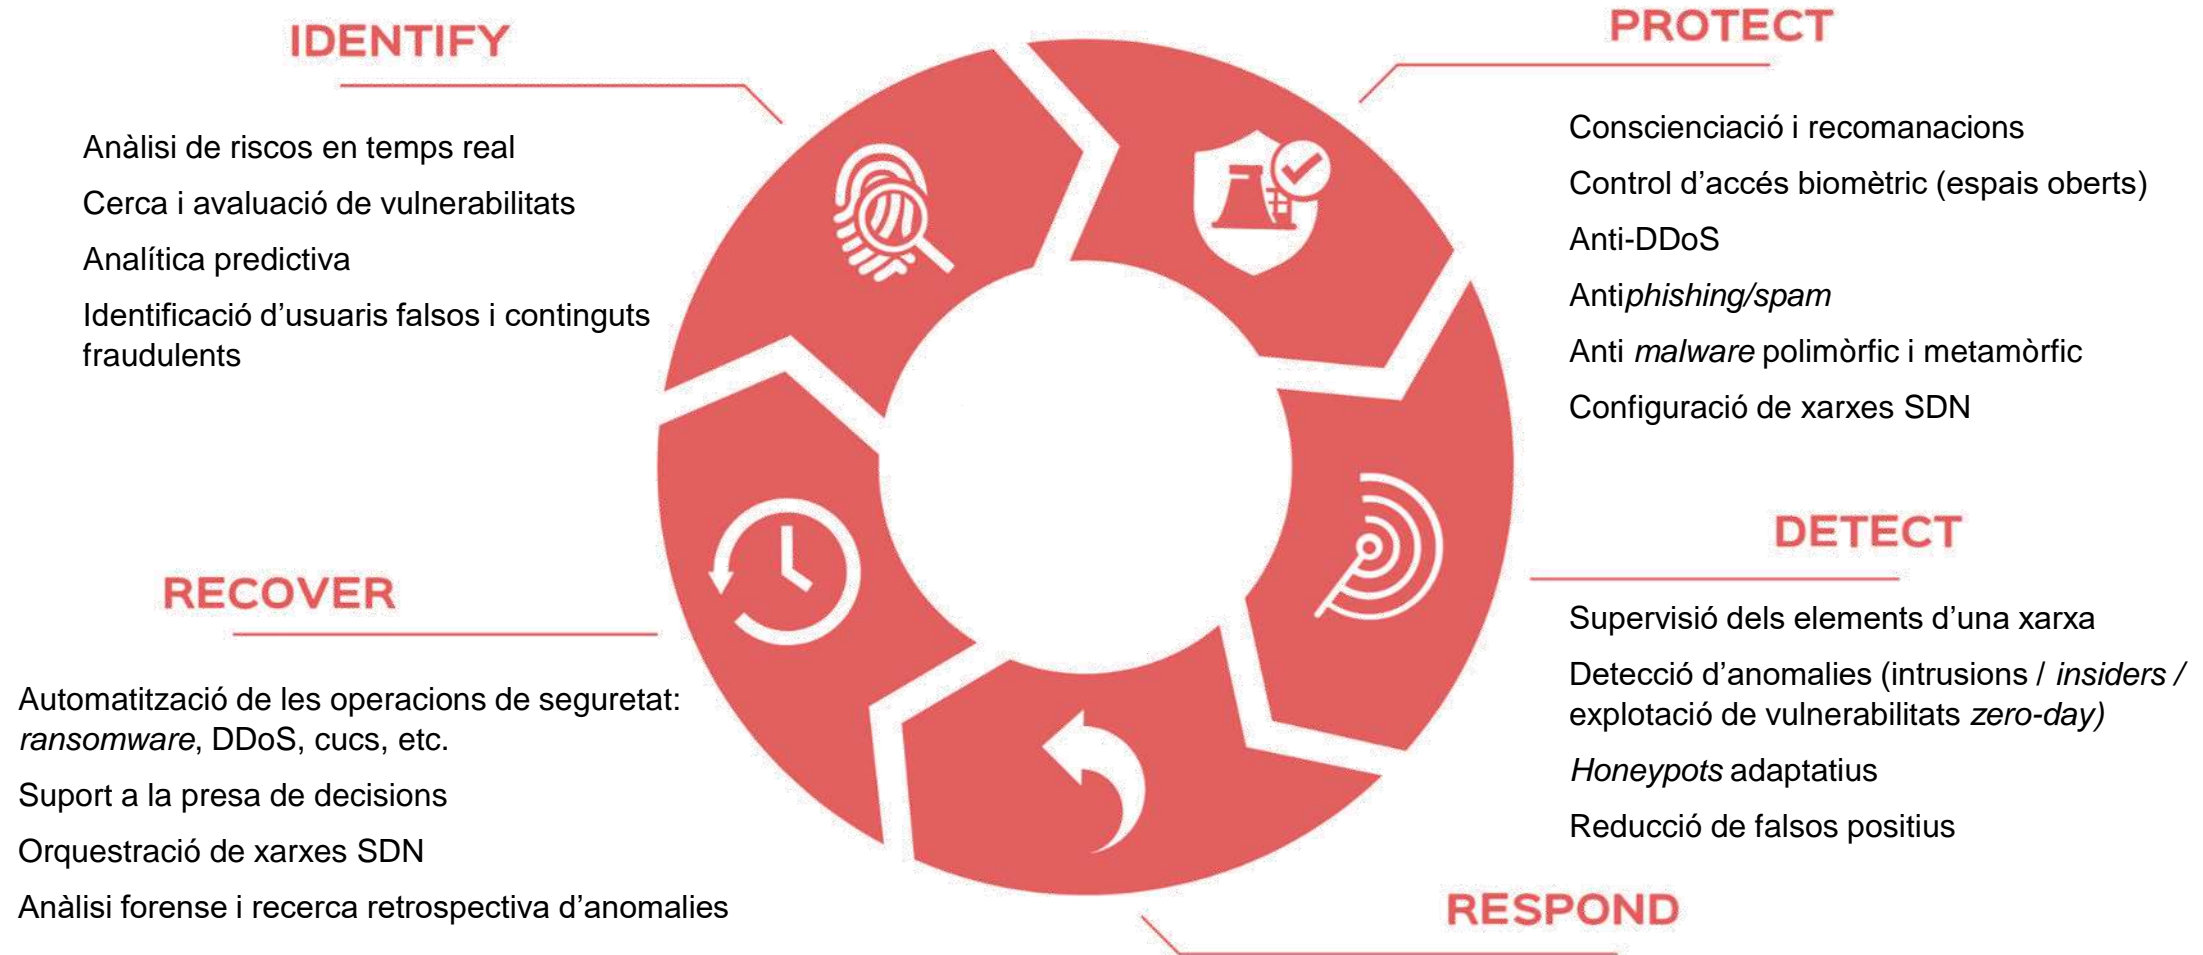 IDENTIFY
Anàlisi de riscos en temps real
Cerca i avaluació de vulnerabilitats
Analítica predictiva
Identificació d’usuaris falsos i continguts
fraudulents
PROTECT
Conscienciació i recomanacions
Control d’accés biomètric (espais oberts)
Anti-DDoS
Antiphishing/spam
Anti malware polimòrfic i metamòrfic
Configuració de xarxes SDN
DETECT
Supervisió dels elements d’una xarxa
Detecció d’anomalies (intrusions / insiders /
explotació de vulnerabilitats zero-day)
Honeypots adaptatius
Reducció de falsos positius
RESPOND
RECOVER
Automatització de les operacions de seguretat:
ransomware, DDoS, cucs, etc.
Suport a la presa de decisions
Orquestració de xarxes SDN
Anàlisi forense i recerca retrospectiva d’anomalies